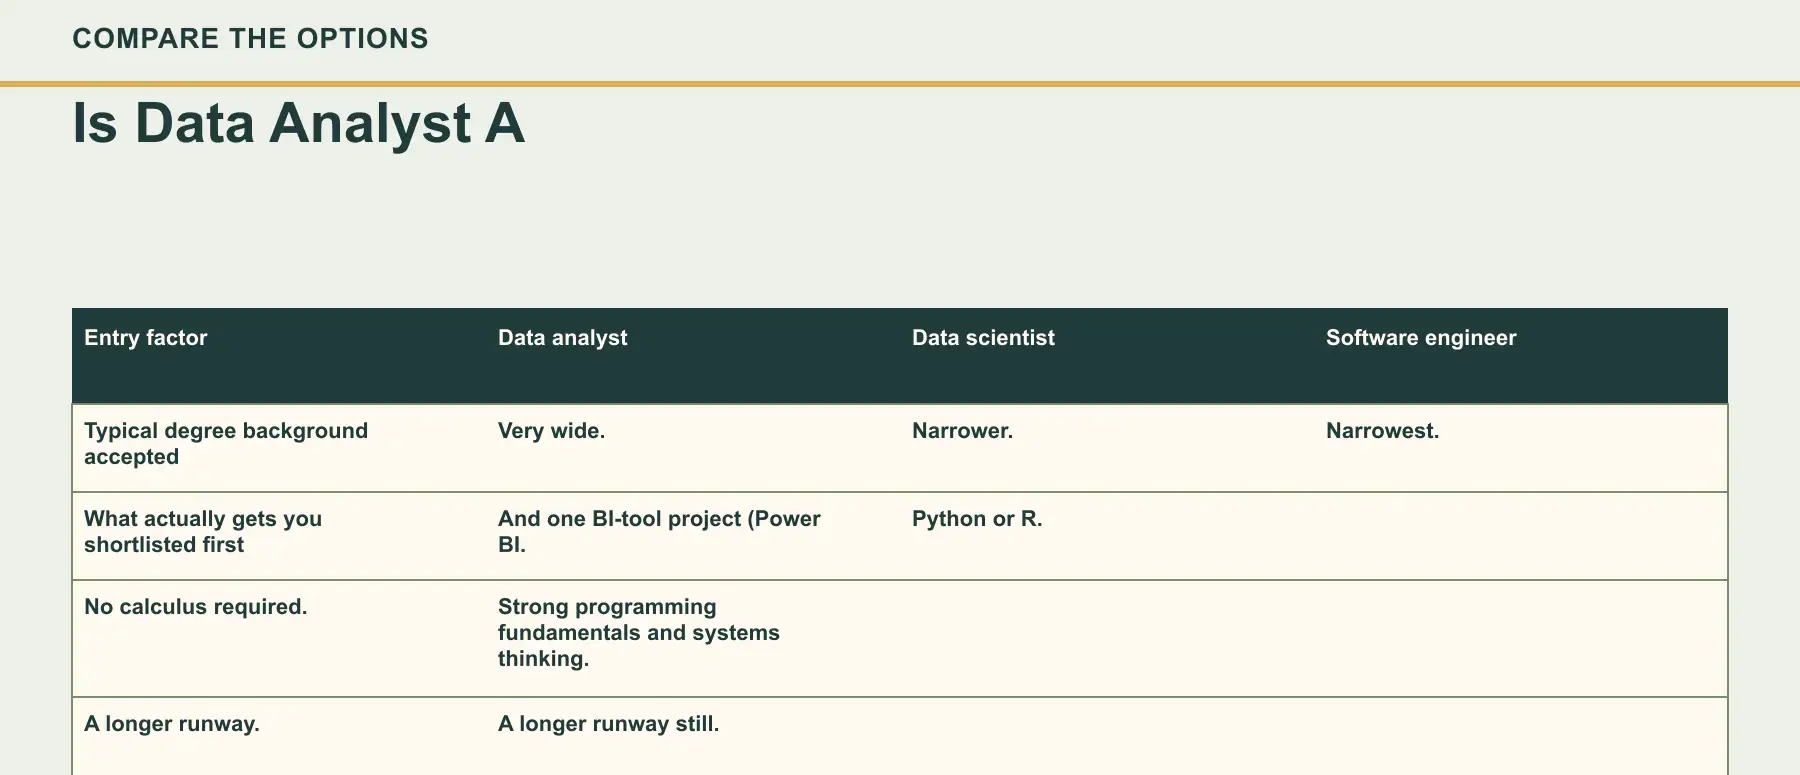 COMPARE THE OPTIONS
Is Data Analyst A
Entry factor
Data analyst
Data scientist
Software engineer
Typical degree background
accepted
Very wide.
Narrower.
Narrowest.
What actually gets you
shortlisted first
And one BI-tool project (Power
BI.
Python or R.
No calculus required.
Strong programming
fundamentals and systems
thinking.
A longer runway.
A longer runway still.